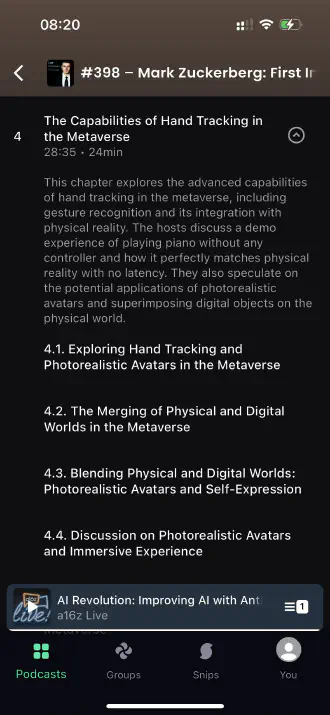 08:20
#398 – Mark Zuckerberg: First I
4
The Capabilities of Hand Tracking in
the Metaverse
28:35 • 24min
This chapter explores the advanced capabilities
of hand tracking in the metaverse, including
gesture recognition and its integration with
physical reality. The hosts discuss a demo
experience of playing piano without any
controller and how it perfectly matches physical
reality with no latency. They also speculate on
the potential applications of photorealistic
avatars and superimposing digital objects on the
physical world.
4.1. Exploring Hand Tracking and
Photorealistic Avatars in the Metaverse
4.2. The Merging of Physical and Digital
Worlds in the Metaverse
4.3. Blending Physical and Digital Worlds:
Photorealistic Avatars and Self-Expression
4.4. Discussion on Photorealistic Avatars
and Immersive Experience
live!
AI Revolution: Improving AI with Ant
a16z Live
1
Metaverse
Podcasts
Groups
Snips
You